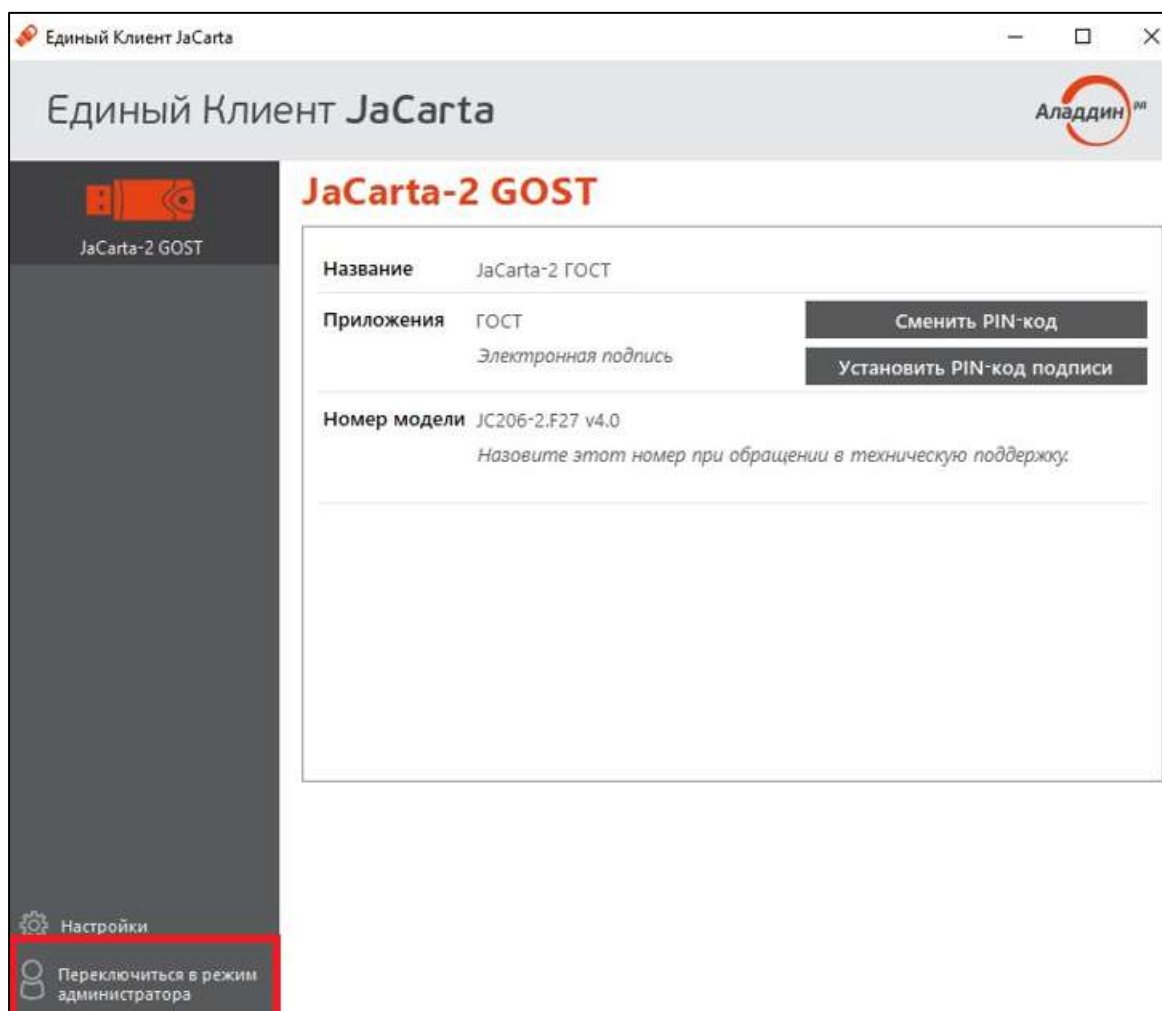 Единый Клиент JaCarta
Единый Клиент JaCarta
Аладдин РД
JaCarta-2 GOST
JaCarta-2 GOST
Название JaCarta-2 ГОСТ
Приложения ГОСТ Сменить PIN-код
Электронная подпись Установить PIN-код подписи
Номер модели JC206-2.F27 v4.0
Назовите этот номер при обращении в техническую поддержку.
Настройки
Переключиться в режим
администратора